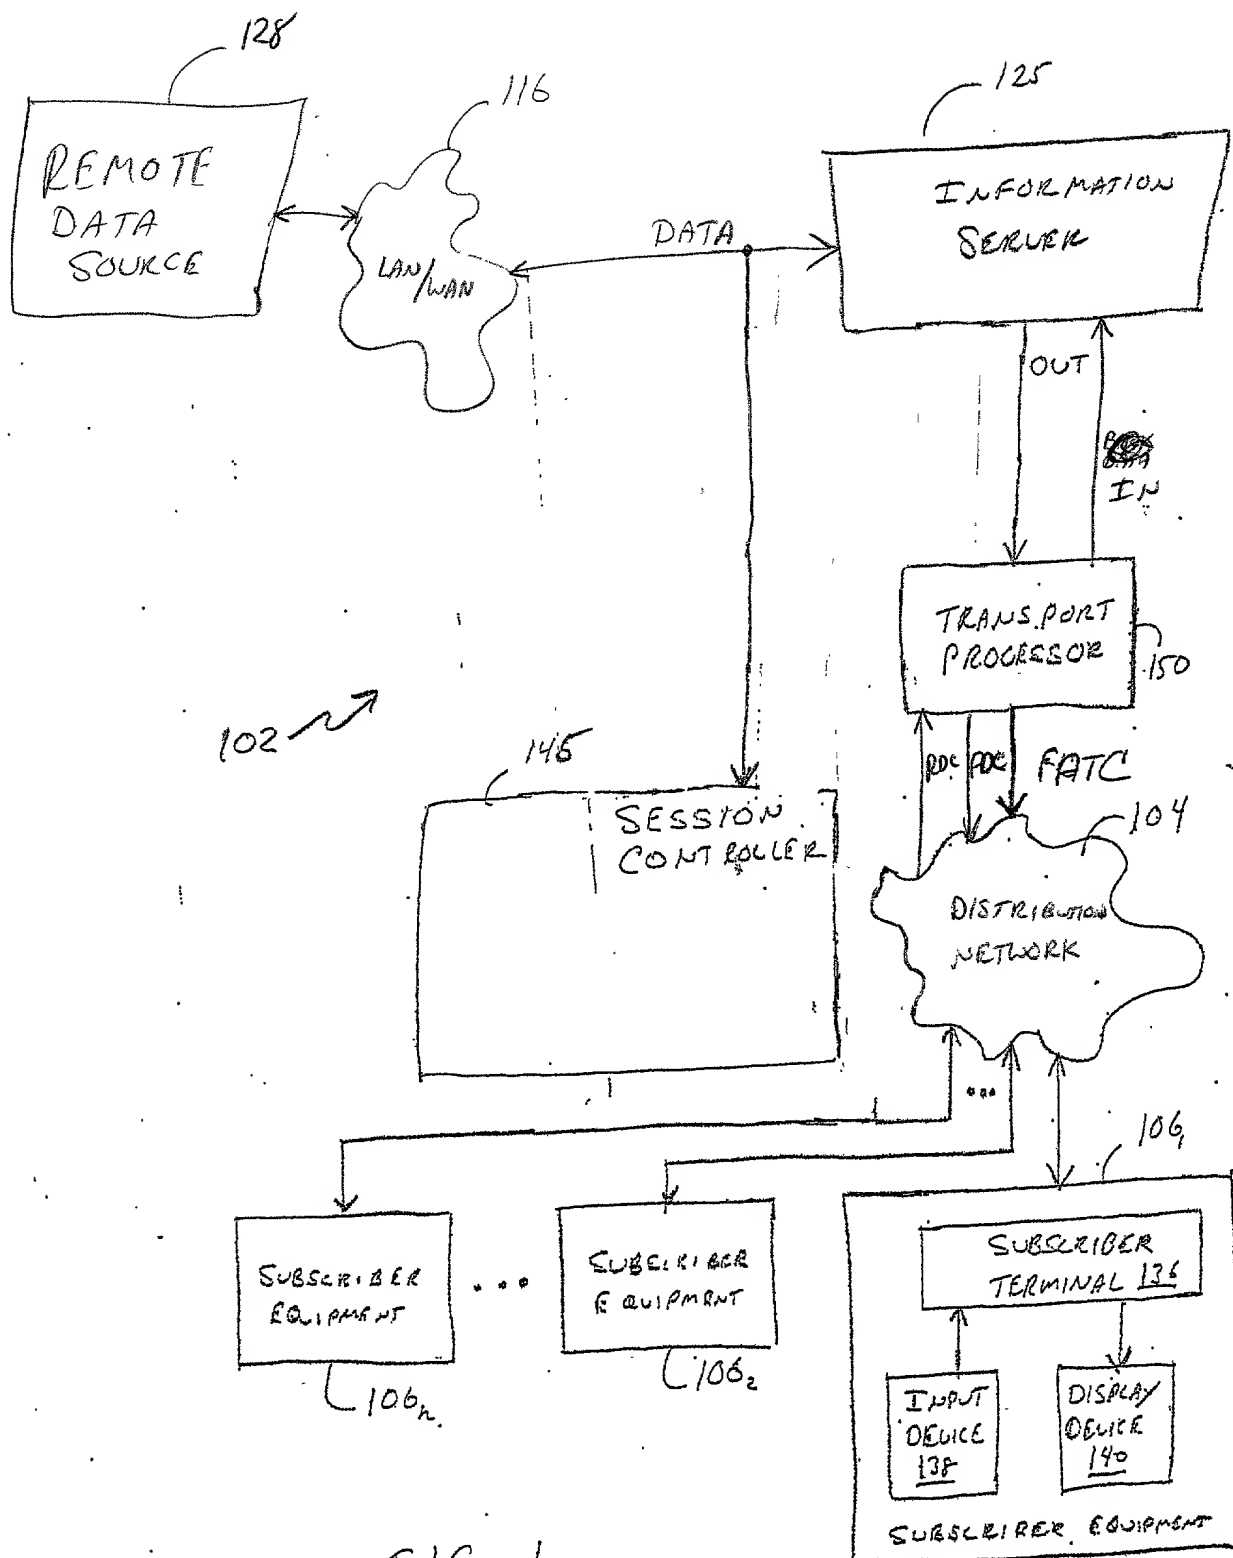 128
116
125
REMOTE
DATA
SOURCE
LAN/WAN
DATA
INFORMATION
SERVER
OUT
IN
TRANSPORT
PROCESSOR
150
102
145
RDC
FDC
FATC
SESSION
CONTROLLER
104
DISTRIBUTION
NETWORK
...
106₁
SUBSCRIBER
EQUIPMENT
...
SUBSCRIBER
EQUIPMENT
SUBSCRIBER
TERMINAL 136
106ₙ
106₂
INPUT
DEVICE
138
DISPLAY
DEVICE
140
SUBSCRIBER EQUIPMENT